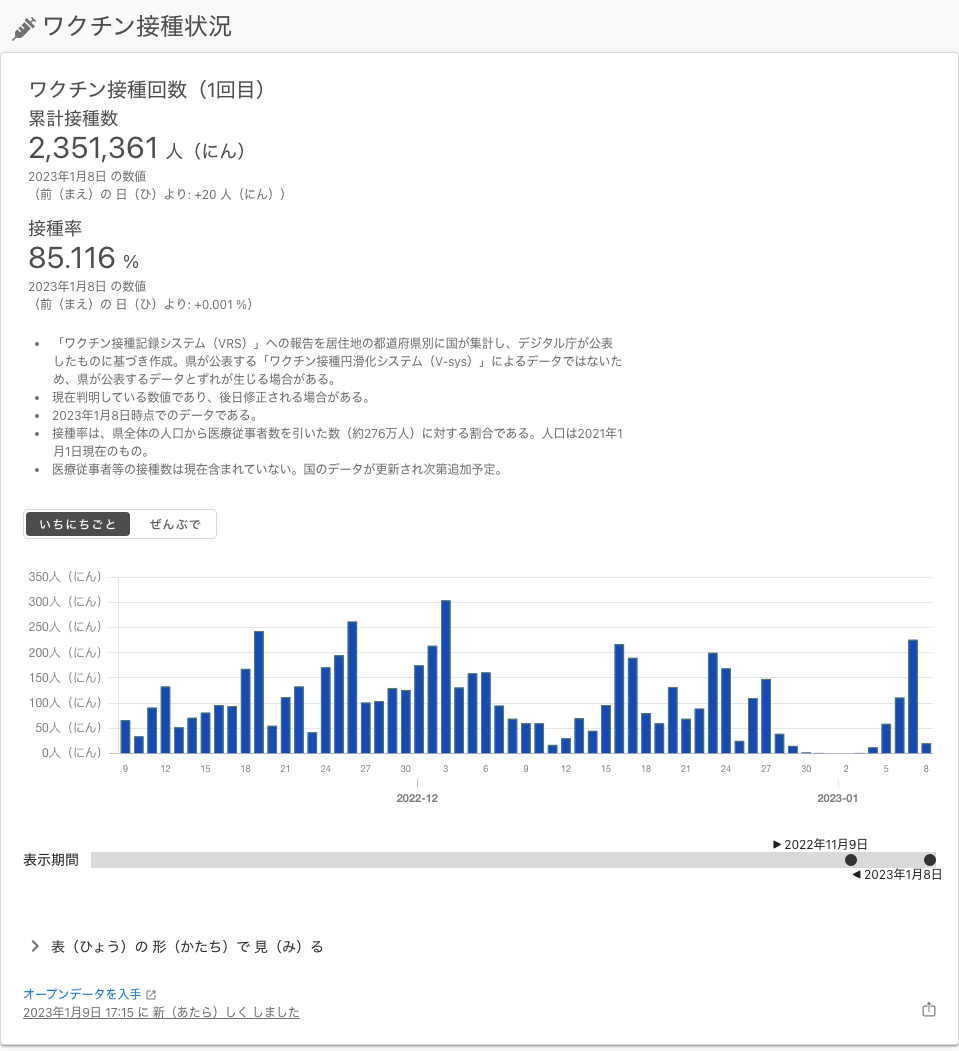 ワクチン接種状況
ワクチン接種回数（1回目）
累計接種数
2,351,361 人（にん）
2023年1月8日 の数値
（前（まえ）の 日（ひ）より: +20 人（にん））
接種率
85.116 %
2023年1月8日 の数値
（前（まえ）の 日（ひ）より: +0.001 %）
• 「ワクチン接種記録システム（VRS）」への報告を居住地の都道府県別に国が集計し、デジタル庁が公表
したものに基づき作成。県が公表する「ワクチン接種円滑化システム（V-sys）」によるデータではないた
め、県が公表するデータとずれが生じる場合がある。
• 現在判明している数値であり、後日修正される場合がある。
• 2023年1月8日時点でのデータである。
• 接種率は、県全体の人口から医療従事者数を引いた数（約276万人）に対する割合である。人口は2021年1
月1日現在のもの。
• 医療従事者等の接種数は現在含まれていない。国のデータが更新され次第追加予定。
いちにちごと ぜんぶで
350人（にん）
300人（にん）
250人（にん）
200人（にん）
150人（にん）
100人（にん）
50人（にん）
0人（にん）
9 12 15 18 21 24 27 30 3 6 9 12 15 18 21 24 27 30 2 5 8
2022-12 2023-01
2022年11月9日
表示期間
2023年1月8日
表（ひょう）の 形（かたち）で 見（み）る
オープンデータを入手
2023年1月9日 17:15 に 新（あたら）しく しました